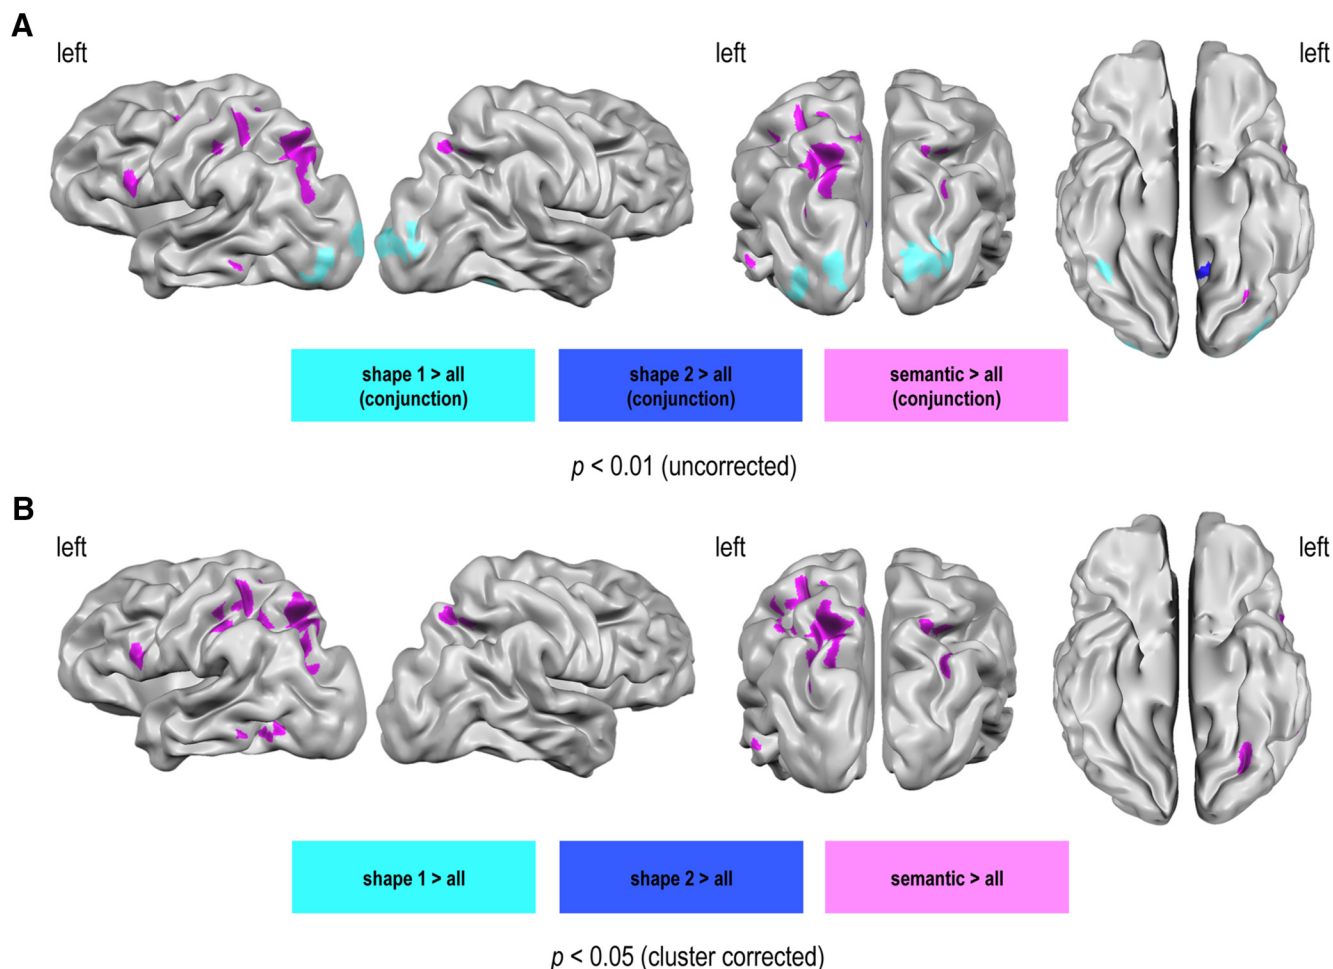 A
left
left
left
shape 1 > all
(conjunction)
shape 2 > all
(conjunction)
semantic > all
(conjunction)
p < 0.01 (uncorrected)
B
left
left
left
shape 1 > all
shape 2 > all
semantic > all
p < 0.05 (cluster corrected)